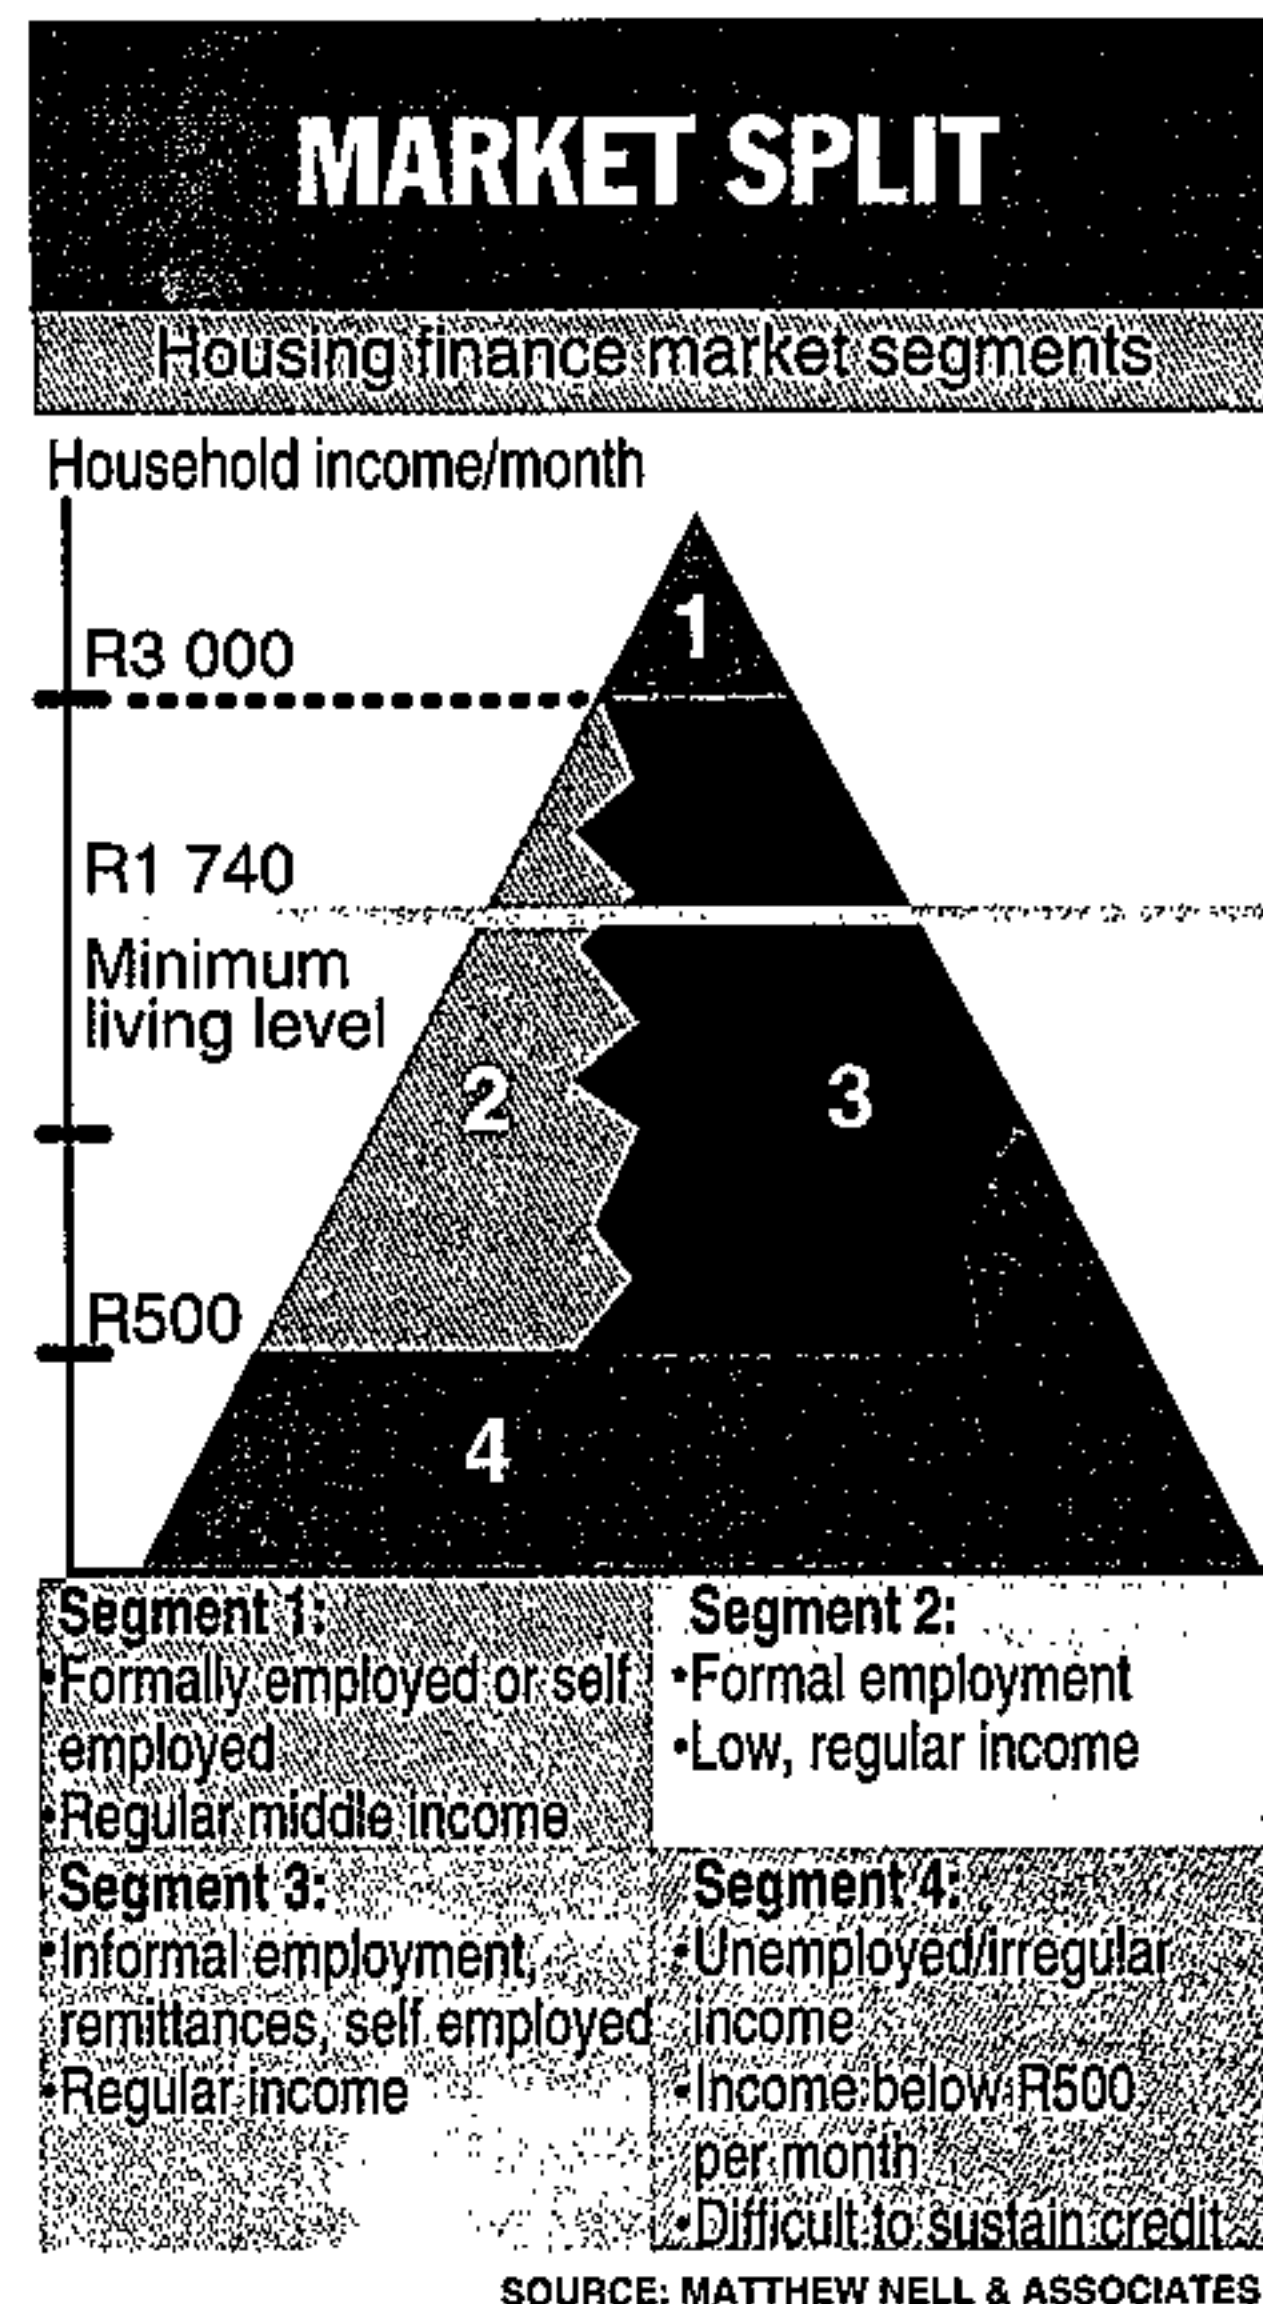 MARKET SPLIT
Housing finance market segments
Household income/month
1
R3 000
R1 740
Minimum
living level
2
3
R500
4
Segment 1:
•Formally employed or self
employed
•Regular middle income
Segment 2:
•Formal employment
•Low, regular income
Segment 3:
•Informal employment,
remittances, self employed
•Regular income
Segment 4:
•Unemployed/irregular
income
•Income below R500
per month
•Difficult to sustain credit
SOURCE: MATTHEW NELL & ASSOCIATES